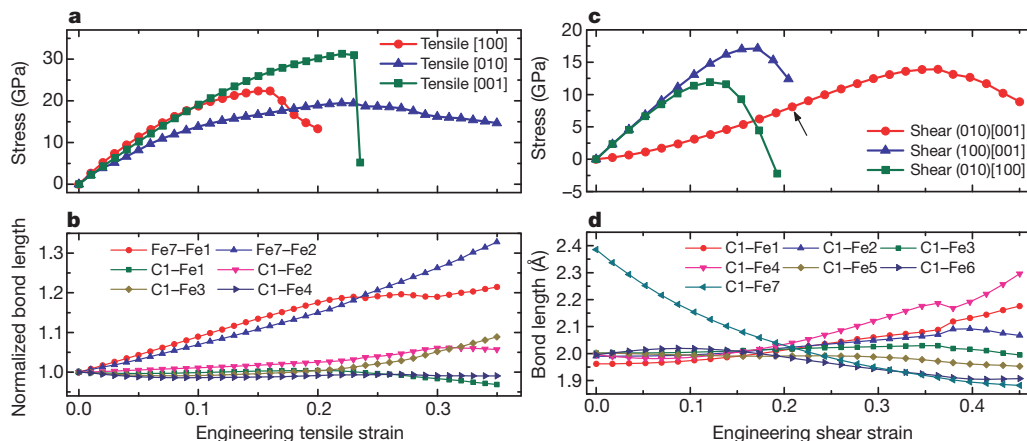 a
Stress (GPa)
30
20
10
0
Tensile [100]
Tensile [010]
Tensile [001]
b
Normalized bond length
1.3
1.2
1.1
1.0
Fe7–Fe1
Fe7–Fe2
C1–Fe1
C1–Fe2
C1–Fe3
C1–Fe4
0.0 0.1 0.2 0.3
Engineering tensile strain
c
Stress (GPa)
20
15
10
5
0
−5
Shear (010)[001]
Shear (100)[001]
Shear (010)[100]
d
Bond length (Å)
2.4
2.3
2.2
2.1
2.0
1.9
C1–Fe1
C1–Fe2
C1–Fe3
C1–Fe4
C1–Fe5
C1–Fe6
C1–Fe7
0.0 0.1 0.2 0.3 0.4
Engineering shear strain